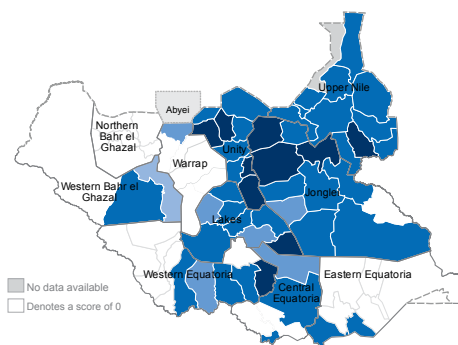 Upper Nile
Abyei
Northern
Bahr el
Ghazal
Unity
Warrap
Western Bahr el
Ghazal
Jonglei
Lakes
Western Equatoria
Eastern Equatoria
Central
Equatoria
No data available
Denotes a score of 0